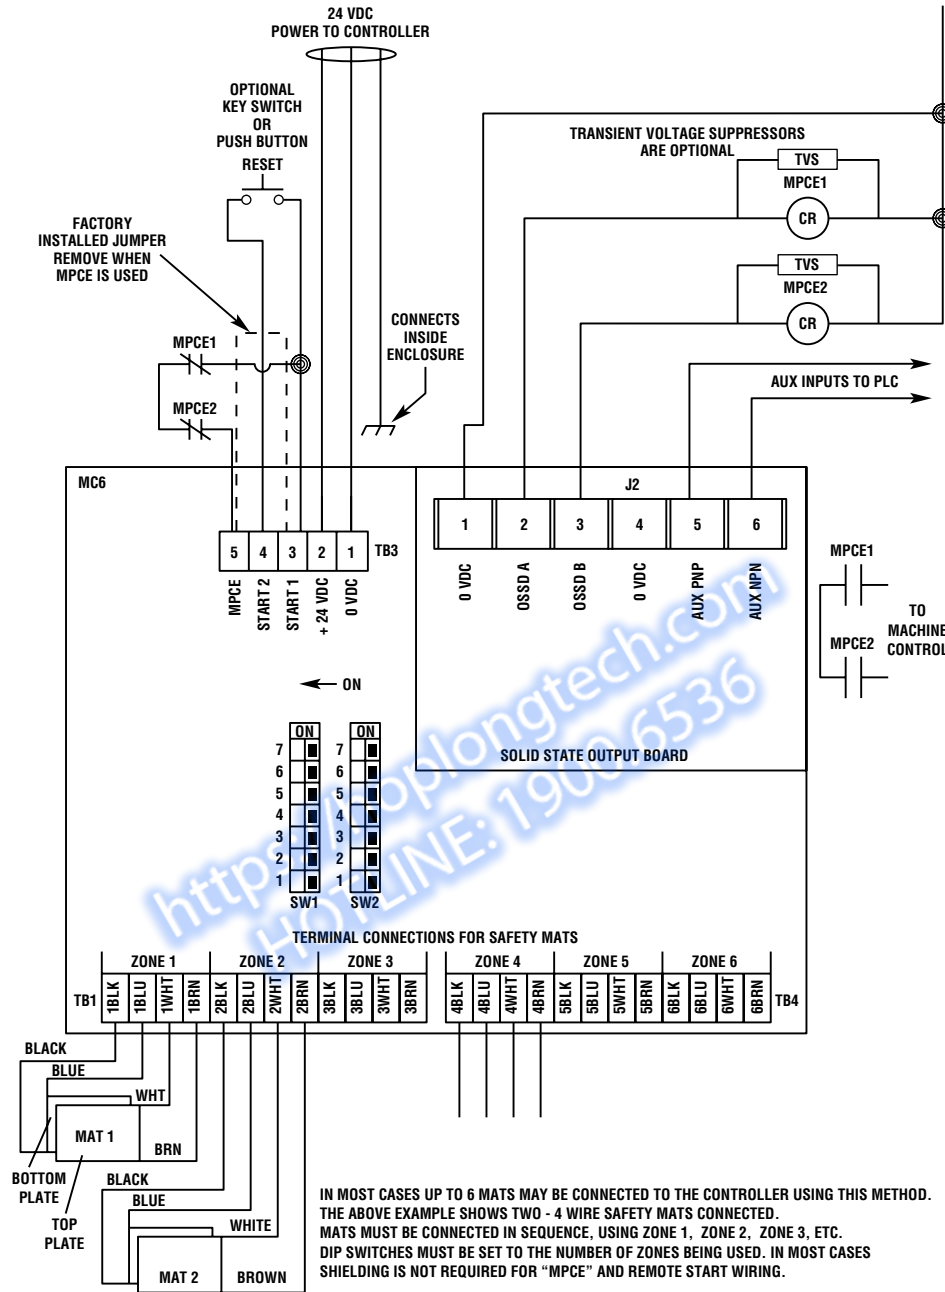 24 VDC
POWER TO CONTROLLER
OPTIONAL
KEY SWITCH
OR
PUSH BUTTON
RESET
TRANSIENT VOLTAGE SUPPRESSORS
ARE OPTIONAL
TVS
MPCE1
CR
TVS
MPCE2
CR
FACTORY
INSTALLED JUMPER
REMOVE WHEN
MPCE IS USED
CONNECTS
INSIDE
ENCLOSURE
MPCE1
MPCE2
AUX INPUTS TO PLC
MC6
J2
5 4 3 2 1 TB3
MPCE
START 2
START 1
+ 24 VDC
0 VDC
1 2 3 4 5 6
0 VDC
OSSD A
OSSD B
0 VDC
AUX PNP
AUX NPN
MPCE1
MPCE2
TO
MACHINE
CONTROL
ON
ON ON
7 7
6 6
5 5
4 4
3 3
2 2
1 1
SW1 SW2
SOLID STATE OUTPUT BOARD
https://hoplongtech.com
HOTLINE: 1900.6536
TERMINAL CONNECTIONS FOR SAFETY MATS
ZONE 1 ZONE 2 ZONE 3 ZONE 4 ZONE 5 ZONE 6
TB1 1BLK 1BLU 1WHT 1BRN 2BLK 2BLU 2WHT 2BRN 3BLK 3BLU 3WHT 3BRN 4BLK 4BLU 4WHT 4BRN 5BLK 5BLU 5WHT 5BRN 6BLK 6BLU 6WHT 6BRN TB4
BLACK
BLUE
WHT
MAT 1
BRN
BOTTOM
PLATE
TOP
PLATE
BLACK
BLUE
WHITE
MAT 2
BROWN
IN MOST CASES UP TO 6 MATS MAY BE CONNECTED TO THE CONTROLLER USING THIS METHOD.
THE ABOVE EXAMPLE SHOWS TWO - 4 WIRE SAFETY MATS CONNECTED.
MATS MUST BE CONNECTED IN SEQUENCE, USING ZONE 1, ZONE 2, ZONE 3, ETC.
DIP SWITCHES MUST BE SET TO THE NUMBER OF ZONES BEING USED. IN MOST CASES
SHIELDING IS NOT REQUIRED FOR “MPCE” AND REMOTE START WIRING.